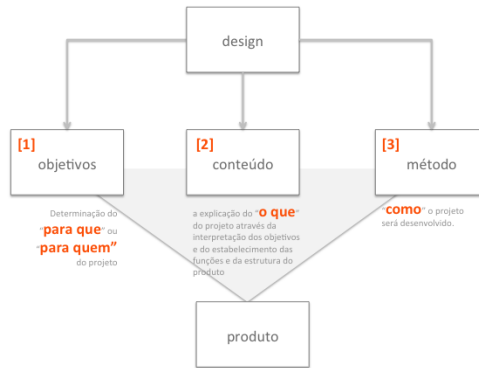 design
[1]
objetivos
[2]
conteúdo
[3]
método
Determinação do
"para que" ou
"para quem"
do projeto
a explicação do "o que"
do projeto através da
interpretação dos objetivos
e do estabelecimento das
funções e da estrutura do
produto
"como" o projeto
será desenvolvido.
produto